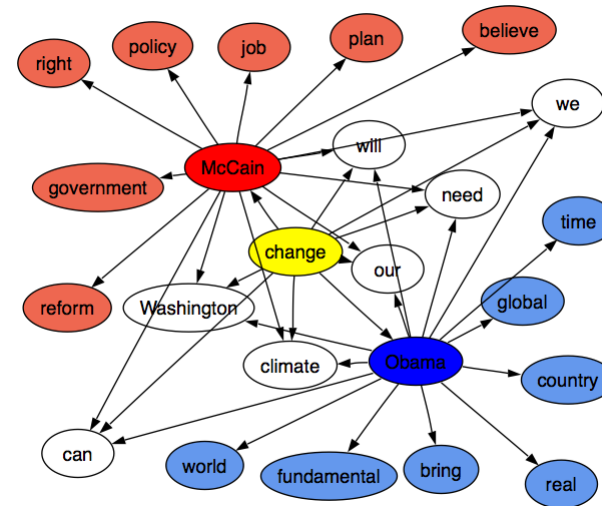 believe
plan
policy
job
right
we
will
McCain
government
need
time
change
our
global
reform
Washington
climate
Obama
country
can
world
fundamental
bring
real